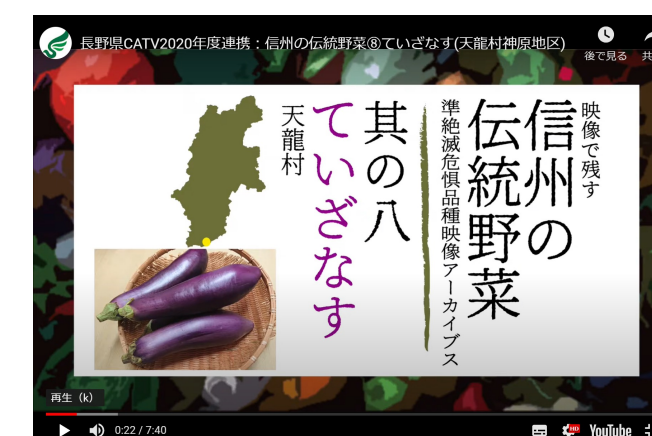 長野県CATV2020年度連携：信州の伝統野菜⑧ていざなす(天龍村神原地区)
後で見る
共
映像で残す
信州の
伝統野菜
準絶滅危惧品種映像アーカイブス
其の八
ていざなす
天龍村
再生（k）
0:22 / 7:40
HD
YouTube